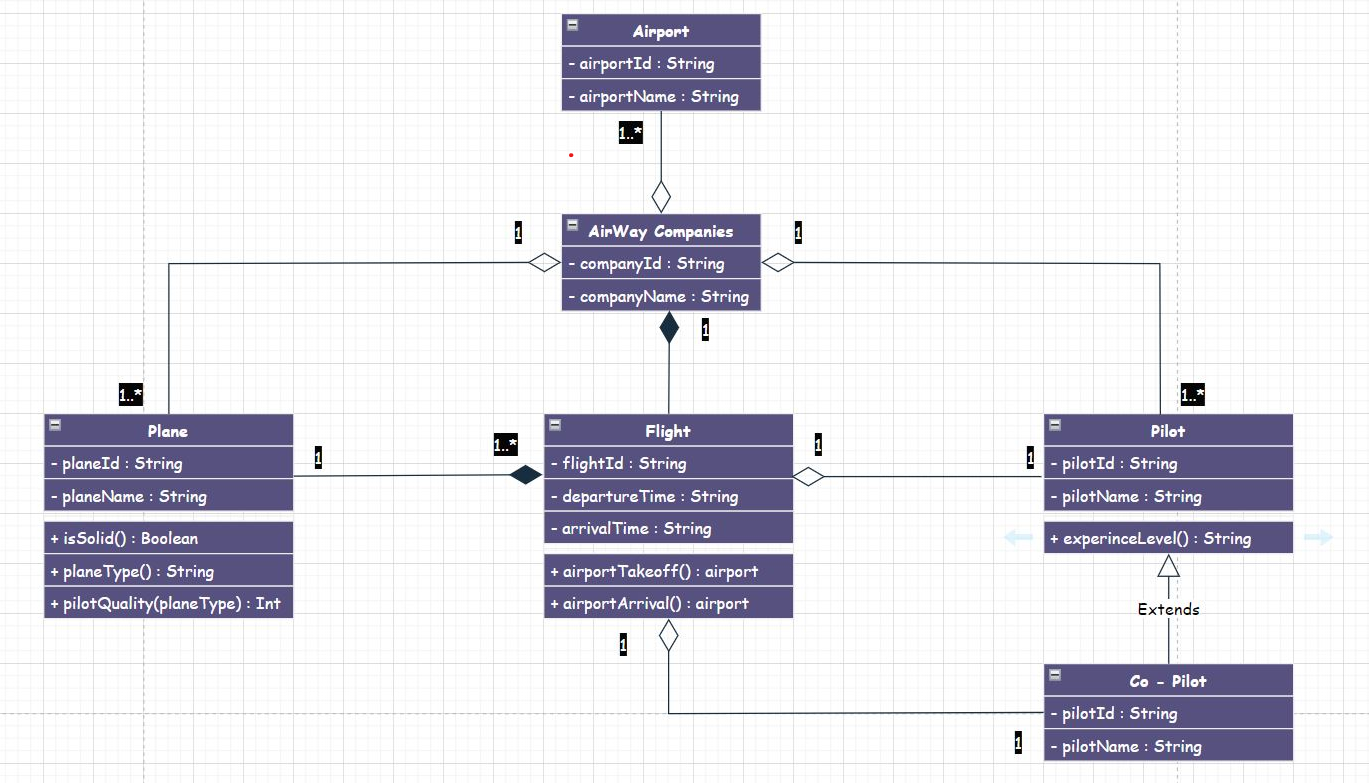 Airport
- airportId : String
- airportName : String
1..*
1
AirWay Companies
1
- companyId : String
- companyName : String
1
1..*
1..*
Plane
- planeId : String
- planeName : String
+ isSolid() : Boolean
+ planeType() : String
+ pilotQuality(planeType) : Int
1
1..*
Flight
- flightId : String
- departureTime : String
- arrivalTime : String
+ airportTakeoff() : airport
+ airportArrival() : airport
1
1
Pilot
- pilotId : String
- pilotName : String
+ experinceLevel() : String
Extends
1
Co - Pilot
- pilotId : String
- pilotName : String
1